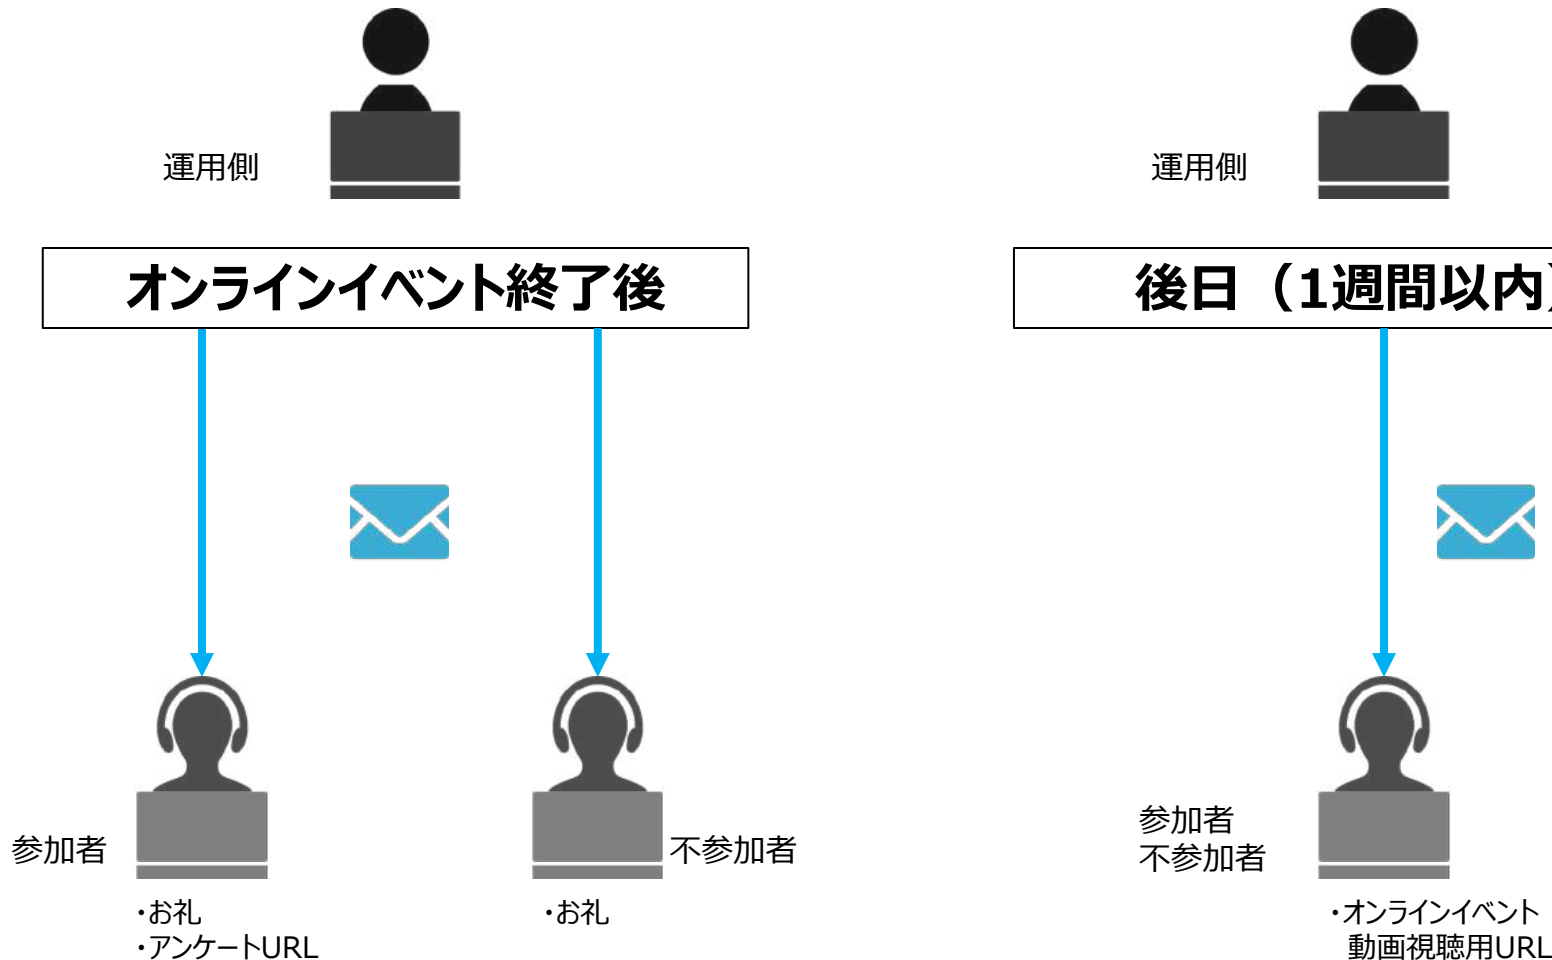 運用側
オンラインイベント終了後
参加者
・お礼
・アンケートURL
不参加者
・お礼
運用側
後日（1週間以内）
参加者
不参加者
・オンラインイベント
動画視聴用URL